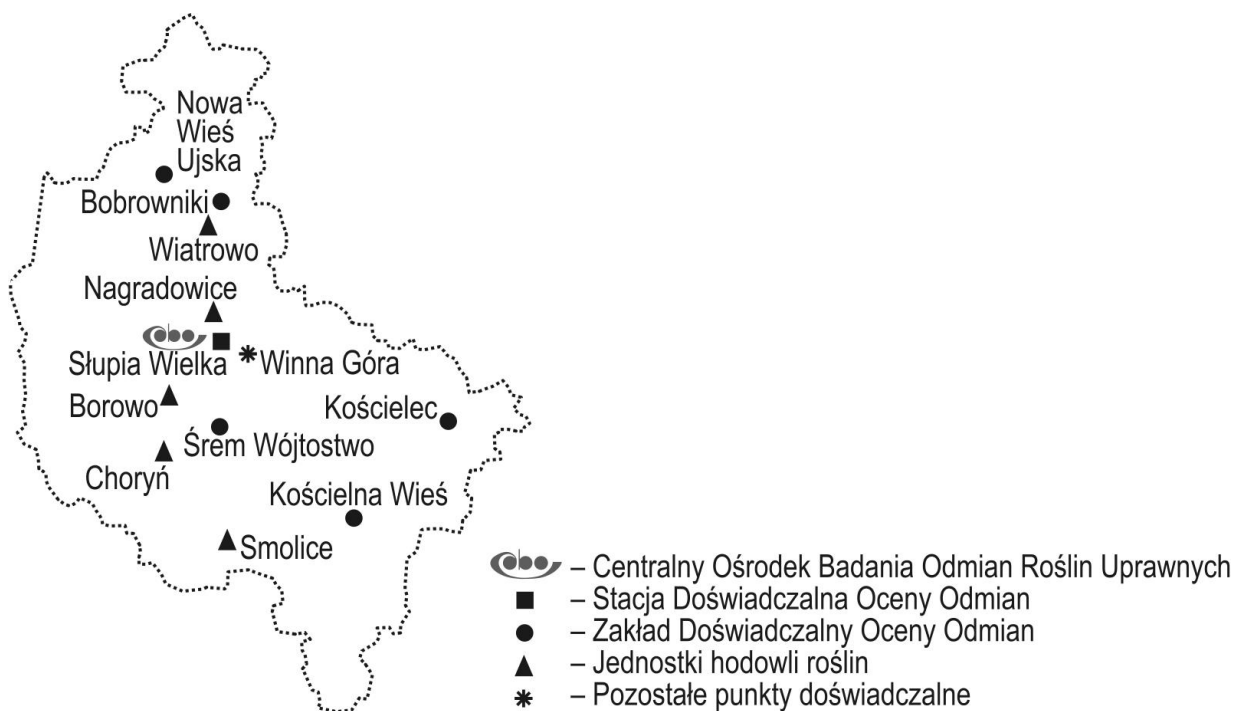 Nowa
Wieś
Ujska
Bobrowniki
Wiatrowo
Nagradowice
Słupia Wielka
Winna Góra
Borowo
Kościelec
Śrem Wójtostwo
Choryń
Kościelna Wieś
Smolice
– Centralny Ośrodek Badania Odmian Roślin Uprawnych
– Stacja Doświadczalna Oceny Odmian
– Zakład Doświadczalny Oceny Odmian
– Jednostki hodowli roślin
– Pozostałe punkty doświadczalne